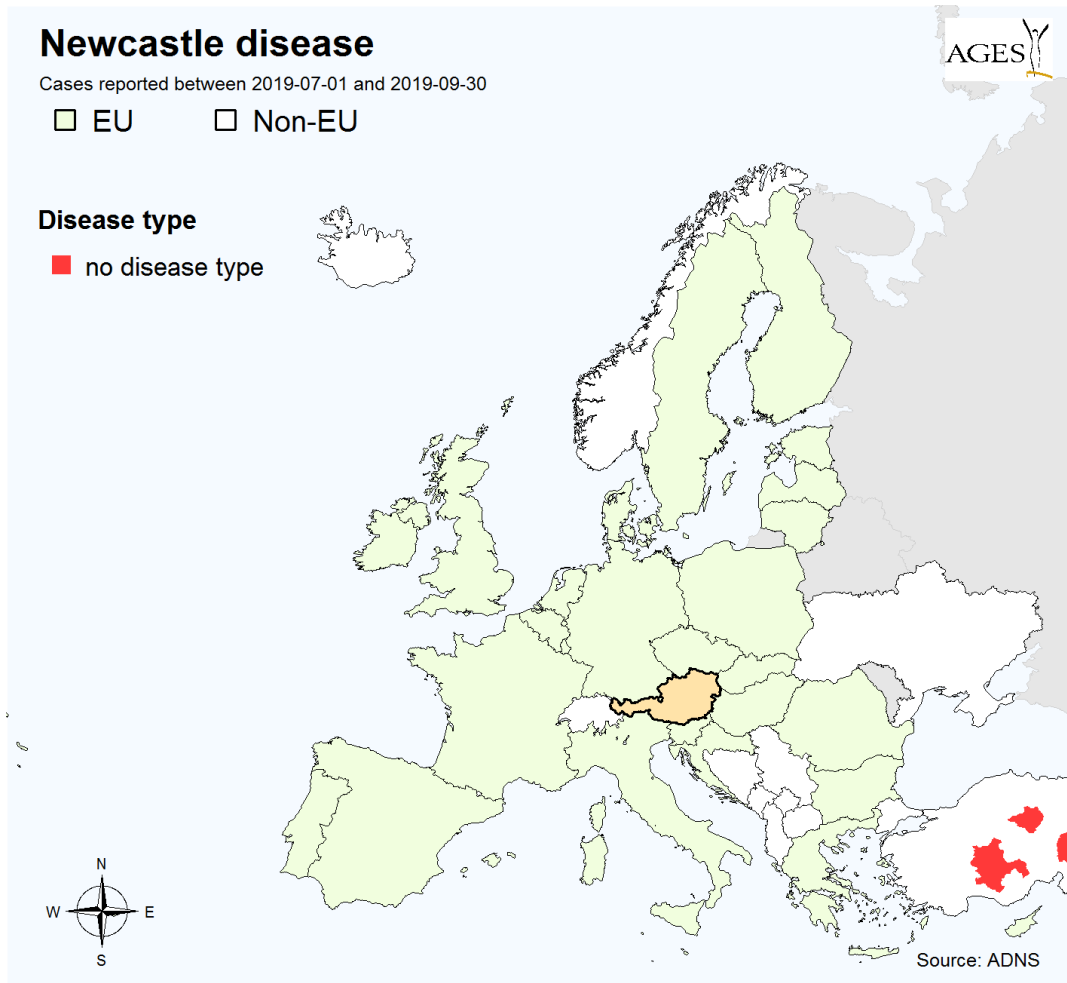 Newcastle disease
Cases reported between 2019-07-01 and 2019-09-30
EU Non-EU
AGES
Disease type
no disease type
N
W E
S
Source: ADNS